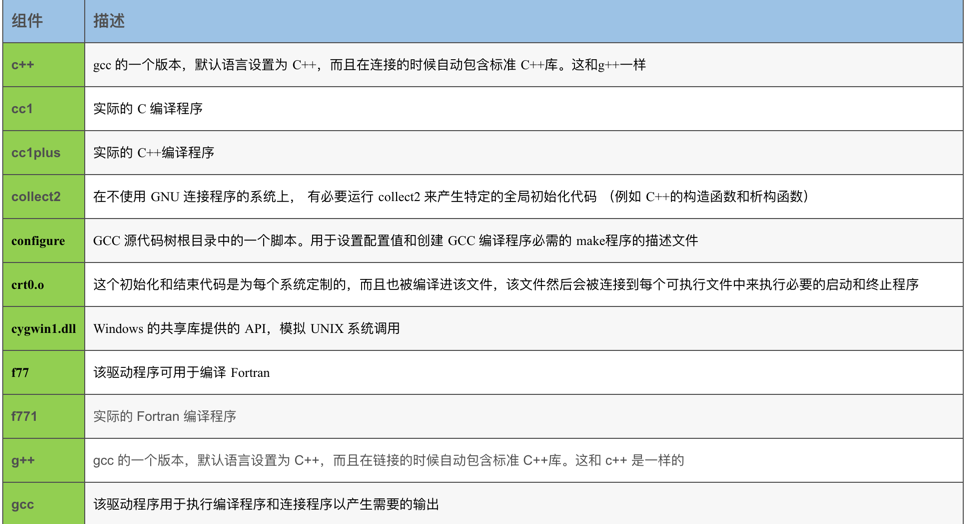 组件 描述
c++ gcc 的一个版本，默认语言设置为 C++，而且在连接的时候自动包含标准 C++库。这和g++一样
cc1 实际的 C 编译程序
cc1plus 实际的 C++编译程序
collect2 在不使用 GNU 连接程序的系统上， 有必要运行 collect2 来产生特定的全局初始化代码 （例如 C++的构造函数和析构函数）
configure GCC 源代码树根目录中的一个脚本。用于设置配置值和创建 GCC 编译程序必需的 make程序的描述文件
crt0.o 这个初始化和结束代码是为每个系统定制的，而且也被编译进该文件，该文件然后会被连接到每个可执行文件中来执行必要的启动和终止程序
cygwin1.dll Windows 的共享库提供的 API，模拟 UNIX 系统调用
f77 该驱动程序可用于编译 Fortran
f771 实际的 Fortran 编译程序
g++ gcc 的一个版本，默认语言设置为 C++，而且在链接的时候自动包含标准 C++库。这和 c++ 是一样的
gcc 该驱动程序用于执行编译程序和连接程序以产生需要的输出